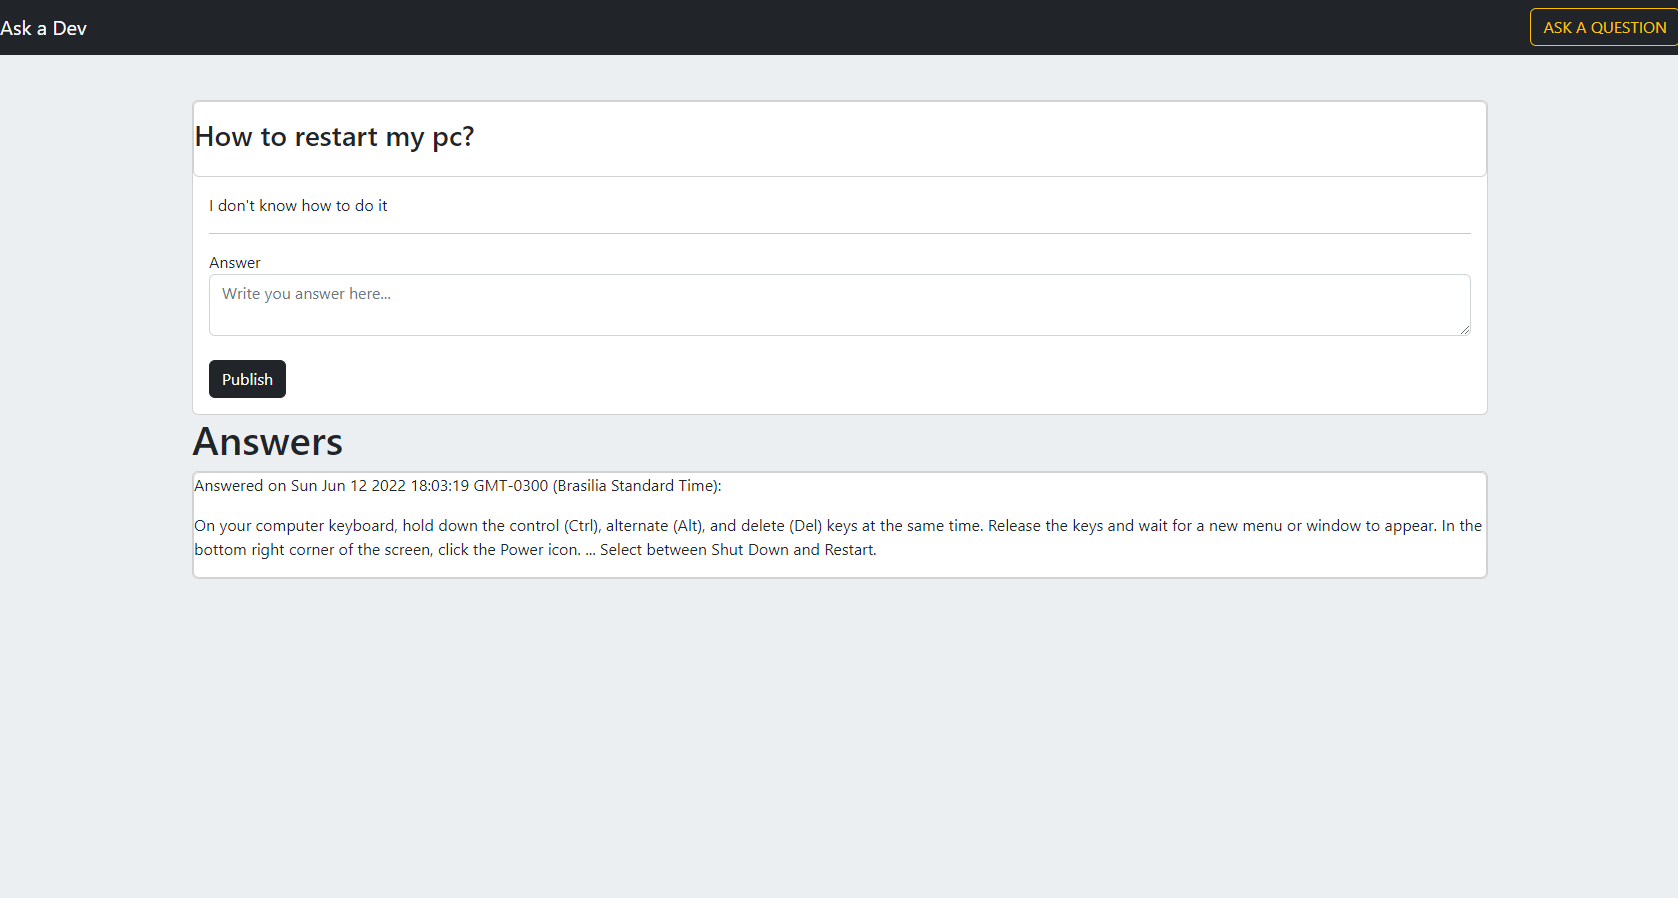 Ask a Dev
ASK A QUESTION
How to restart my pc?
I don't know how to do it
Answer
Write you answer here...
Publish
Answers
Answered on Sun Jun 12 2022 18:03:19 GMT-0300 (Brasilia Standard Time):
On your computer keyboard, hold down the control (Ctrl), alternate (Alt), and delete (Del) keys at the same time. Release the keys and wait for a new menu or window to appear. In the
bottom right corner of the screen, click the Power icon. ... Select between Shut Down and Restart.